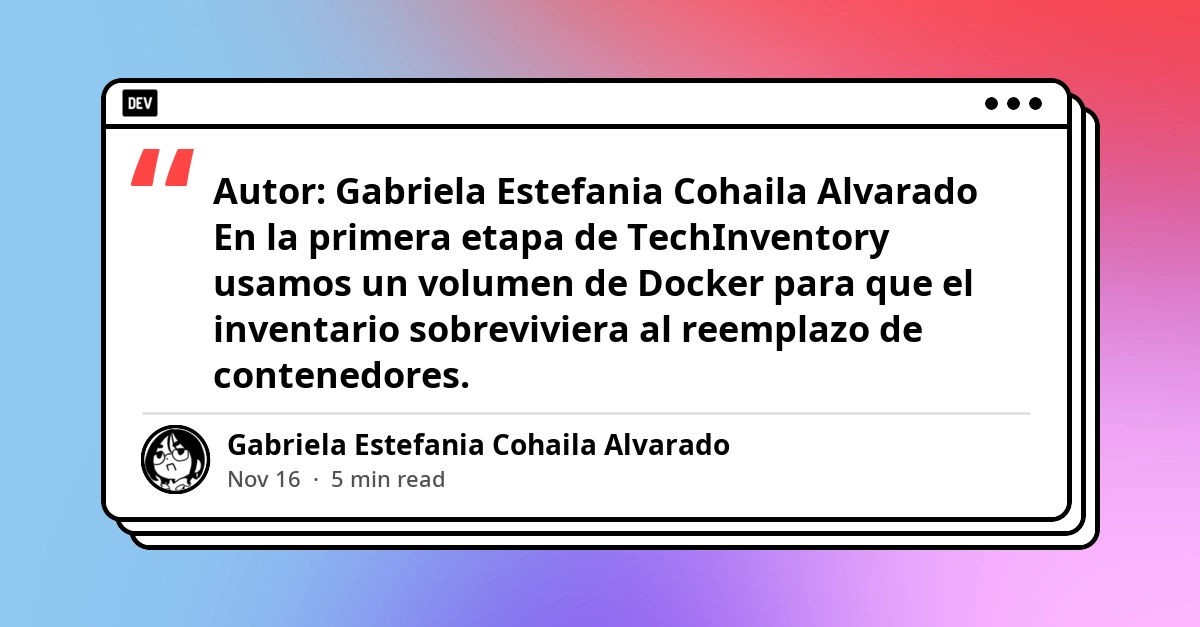 DEV
“
Autor: Gabriela Estefania Cohaila Alvarado
En la primera etapa de TechInventory
usamos un volumen de Docker para que el
inventario sobreviviera al reemplazo de
contenedores.
Gabriela Estefania Cohaila Alvarado
Nov 16 · 5 min read